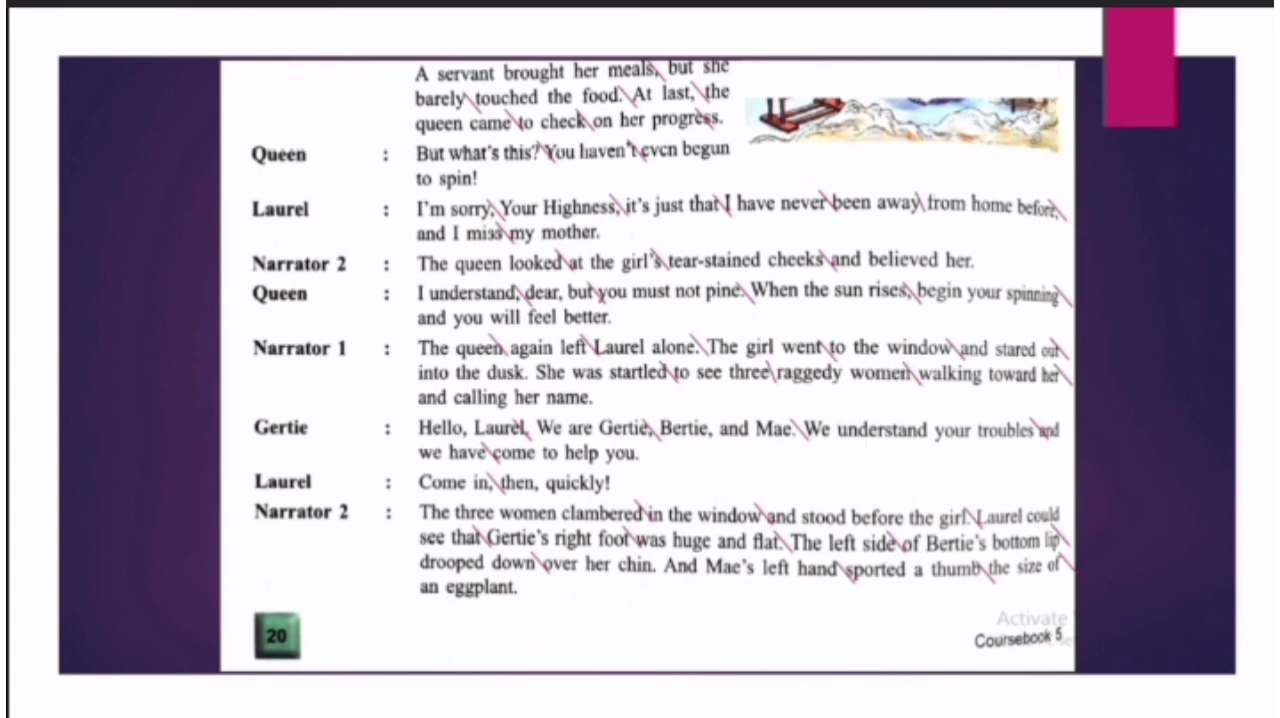 A servant brought her meals, but she
barely touched the food. At last, the
queen came to check on her progress.
Queen : But what's this? You haven't even begun
to spin!
Laurel : I'm sorry, Your Highness, it's just that I have never been away from home before,
and I miss my mother.
Narrator 2 : The queen looked at the girl's tear-stained cheeks and believed her.
Queen : I understand, dear, but you must not pine. When the sun rises, begin your spinning
and you will feel better.
Narrator 1 : The queen again left Laurel alone. The girl went to the window and stared out
into the dusk. She was startled to see three raggedy women walking toward her
and calling her name.
Gertie : Hello, Laurel, We are Gertie, Bertie, and Mae. We understand your troubles and
we have come to help you.
Laurel : Come in, then, quickly!
Narrator 2 : The three women clambered in the window and stood before the girl. Laurel could
see that Gertie's right foot was huge and flat. The left side of Bertie's bottom lip
drooped down over her chin. And Mae's left hand sported a thumb the size of
an eggplant.
Activate
20 Coursebook 5